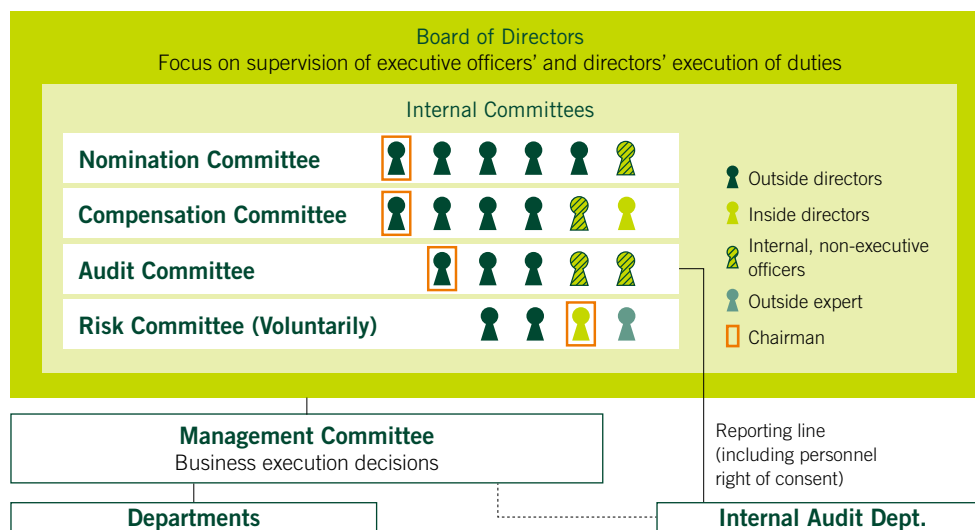 Board of Directors
Focus on supervision of executive officers’ and directors’ execution of duties
Internal Committees
Nomination Committee
Compensation Committee
Audit Committee
Risk Committee (Voluntarily)
Outside directors
Inside directors
Internal, non-executive
officers
Outside expert
Chairman
Management Committee
Business execution decisions
Reporting line
(including personnel
right of consent)
Departments
Internal Audit Dept.